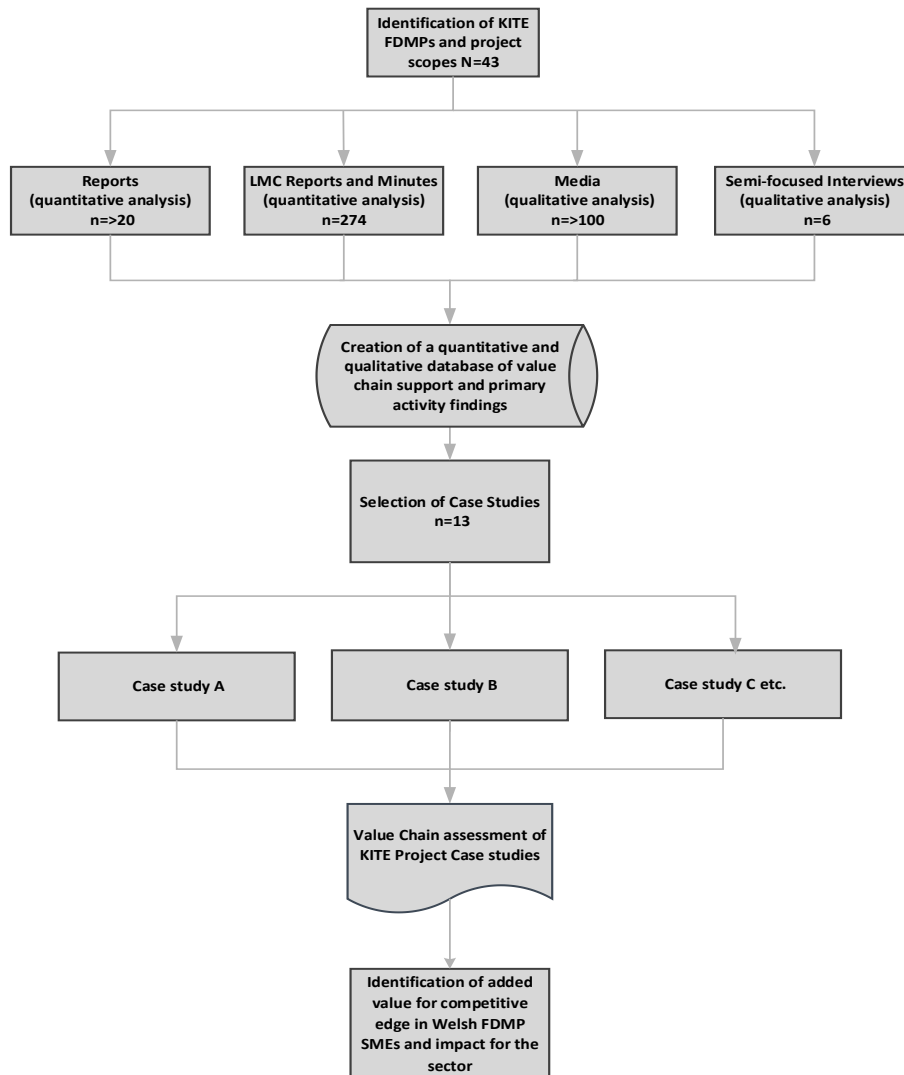 Identification of KITE
FDMPs and project
scopes N=43
Reports
(quantitative analysis)
n=>20
LMC Reports and Minutes
(quantitative analysis)
n=274
Media
(qualitative analysis)
n=>100
Semi-focused Interviews
(qualitative analysis)
n=6
Creation of a quantitative and
qualitative database of value
chain support and primary
activity findings
Selection of Case Studies
n=13
Case study A
Case study B
Case study C etc.
Value Chain assessment of
KITE Project Case studies
Identification of added
value for competitive
edge in Welsh FDMP
SMEs and impact for the
sector